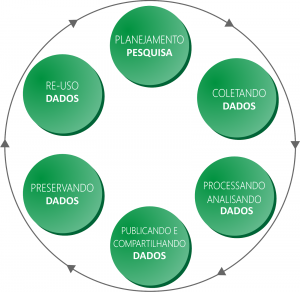 PLANEJAMENTO
PESQUISA
COLETANDO
DADOS
PROCESSANDO
ANALISANDO
DADOS
PUBLICANDO E
COMPARTILHANDO
DADOS
PRESERVANDO
DADOS
RE-USO
DADOS